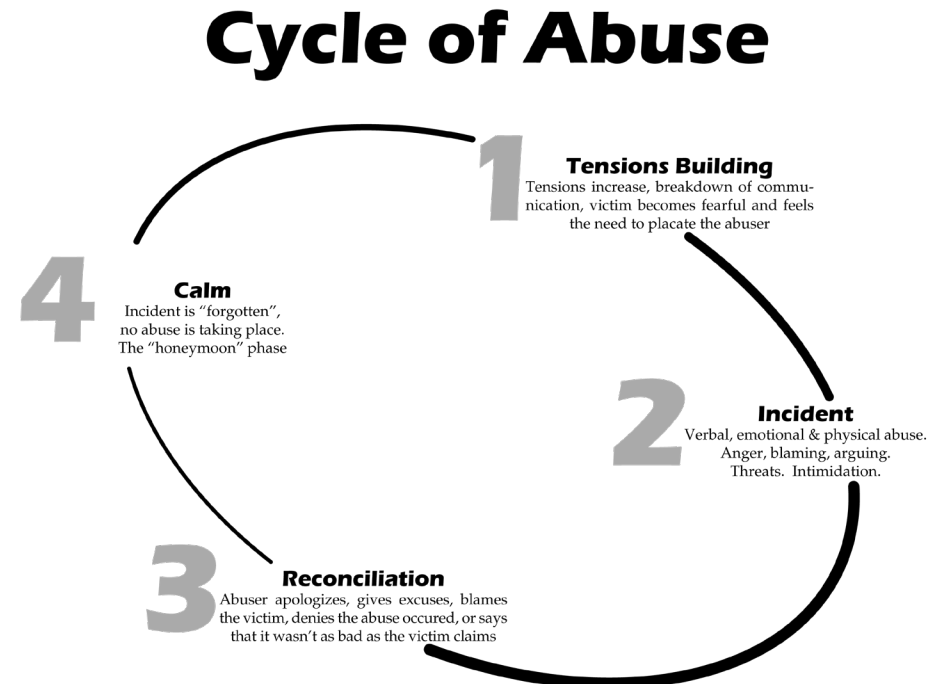 Cycle of Abuse
1
Tensions Building
Tensions increase, breakdown of commu-
nication, victim becomes fearful and feels
the need to placate the abuser
2
Incident
Verbal, emotional & physical abuse.
Anger, blaming, arguing.
Threats. Intimidation.
3
Reconciliation
Abuser apologizes, gives excuses, blames
the victim, denies the abuse occured, or says
that it wasn't as bad as the victim claims
4
Calm
Incident is “forgotten”,
no abuse is taking place.
The “honeymoon” phase